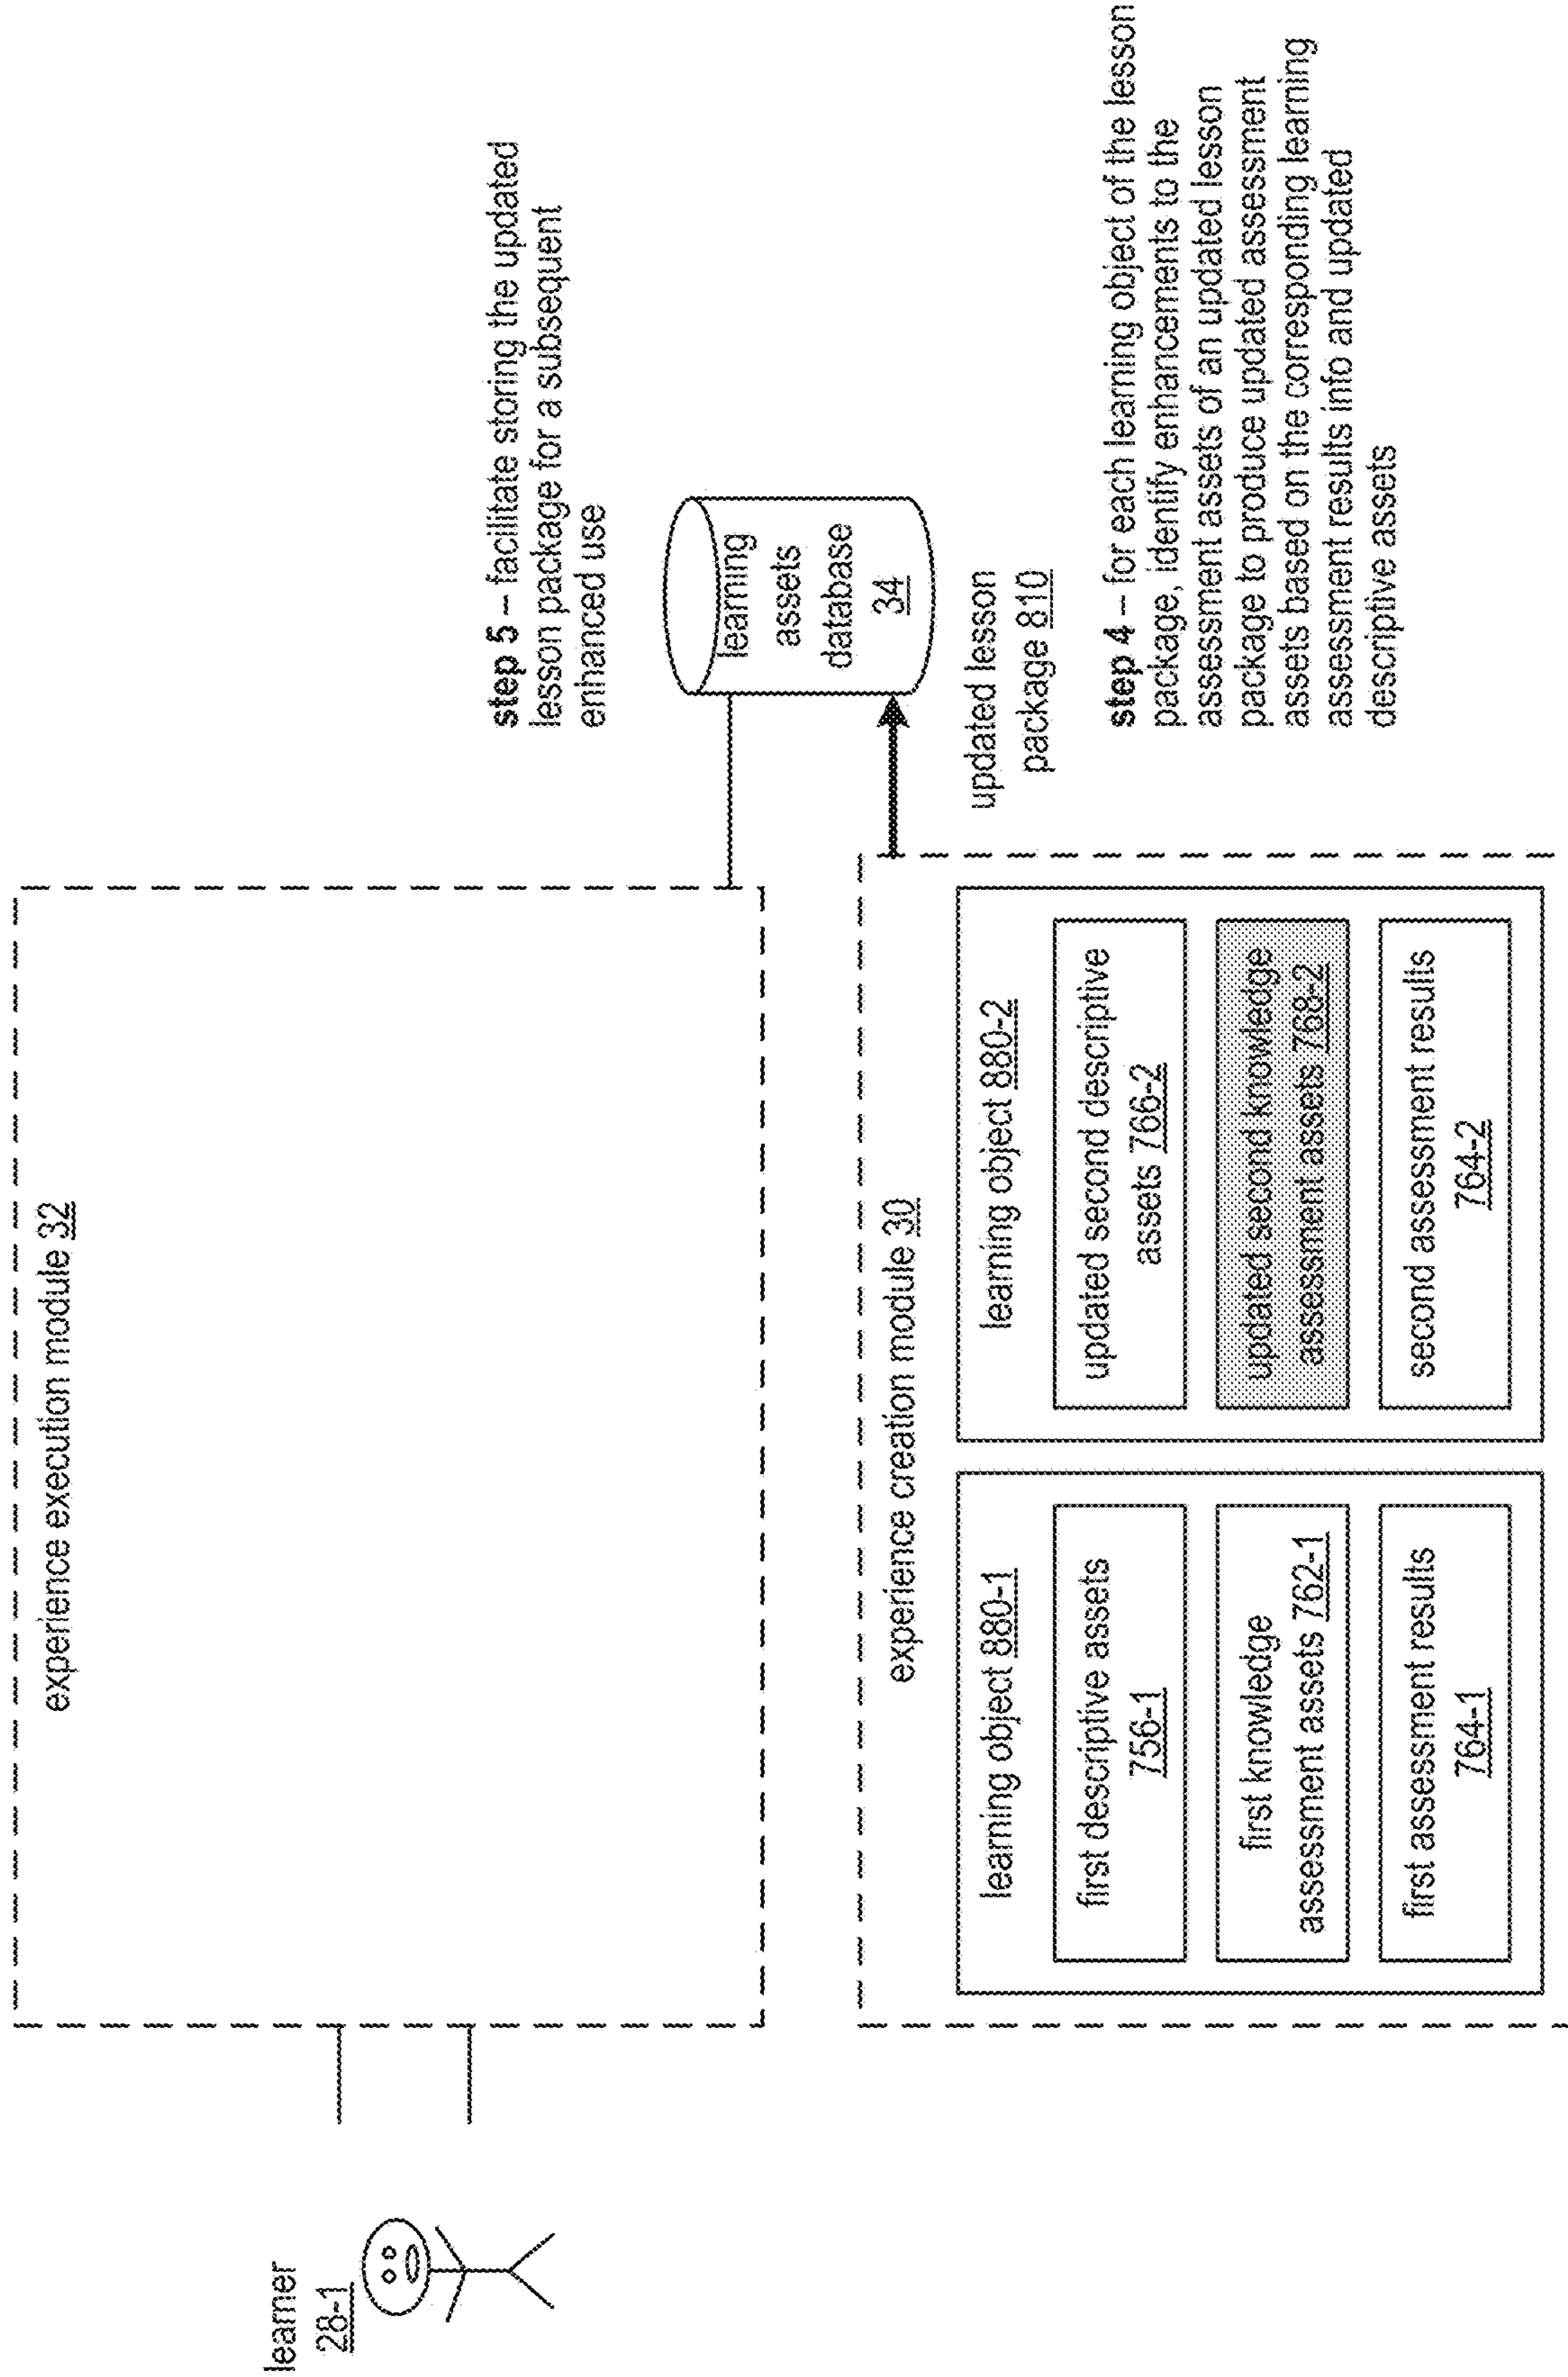 learner
28-1
experience execution module 32
step 5 – facilitate storing the updated
lesson package for a subsequent
enhanced use
learning
assets
database
34
experience creation module 30
updated lesson
package 810
learning object 880-1
first descriptive assets
756-1
first knowledge
assessment assets 762-1
first assessment results
764-1
learning object 880-2
updated second descriptive
assets 766-2
updated second knowledge
assessment assets 768-2
second assessment results
764-2
step 4 – for each learning object of the lesson
package, identify enhancements to the
assessment assets of an updated lesson
package to produce updated assessment
assets based on the corresponding learning
assessment results info and updated
descriptive assets